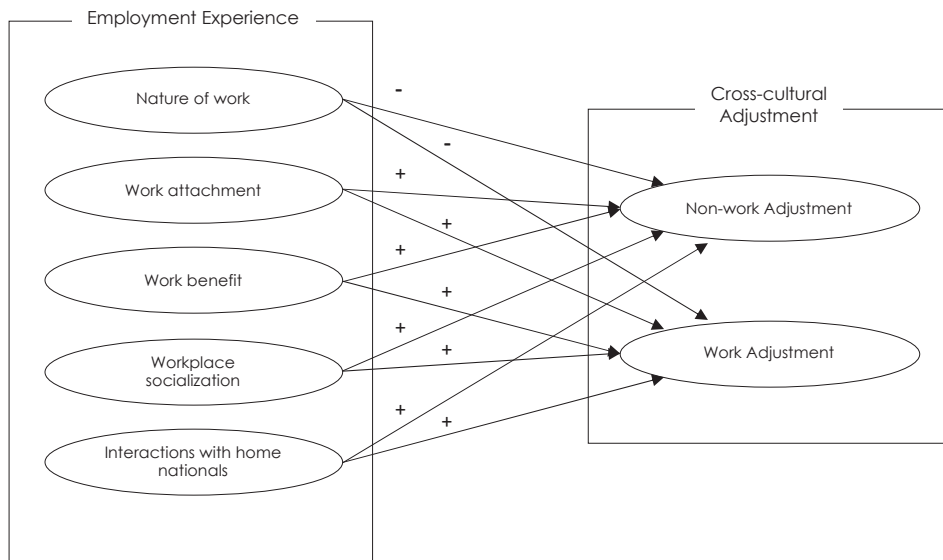 Employment Experience
Nature of work
Work attachment
Work benefit
Workplace
socialization
Interactions with home
nationals
-
-
+
+
+
+
+
+
+
+
Cross-cultural
Adjustment
Non-work Adjustment
Work Adjustment